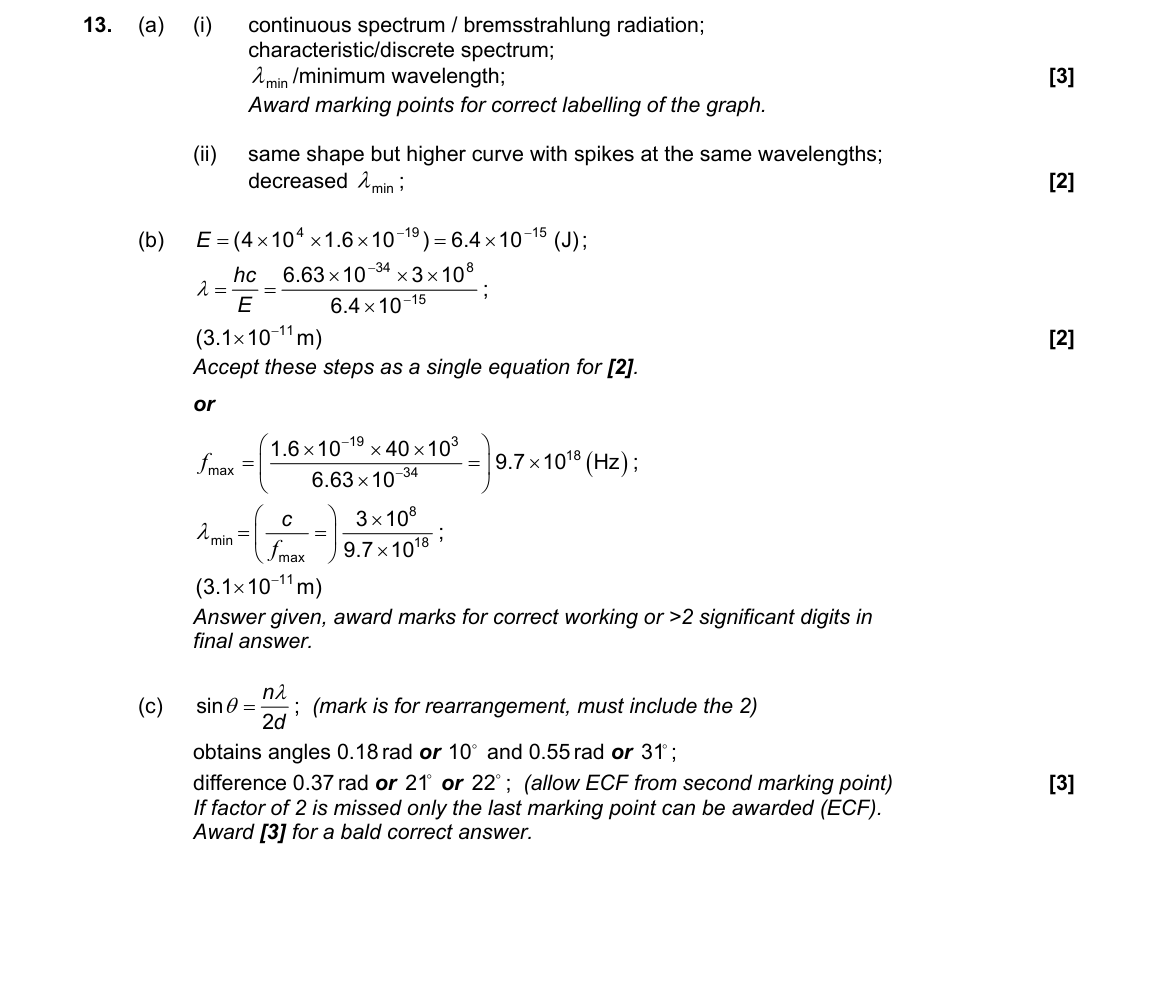 13. (a) (i) continuous spectrum / bremsstrahlung radiation;
characteristic/discrete spectrum;
λmin /minimum wavelength; [3]
Award marking points for correct labelling of the graph.
(ii) same shape but higher curve with spikes at the same wavelengths;
decreased λmin ; [2]
(b) E = (4×10⁴ ×1.6×10⁻¹⁹) = 6.4×10⁻¹⁵ (J);
λ = hc/E = (6.63×10⁻³⁴ ×3×10⁸)/(6.4×10⁻¹⁵) ;
(3.1×10⁻¹¹ m) [2]
Accept these steps as a single equation for [2].
or
fmax = ((1.6×10⁻¹⁹ ×40×10³)/(6.63×10⁻³⁴) =) 9.7×10¹⁸ (Hz) ;
λmin = (c/fmax =) (3×10⁸)/(9.7×10¹⁸) ;
(3.1×10⁻¹¹ m)
Answer given, award marks for correct working or >2 significant digits in
final answer.
(c) sinθ = nλ/2d ; (mark is for rearrangement, must include the 2)
obtains angles 0.18 rad or 10° and 0.55 rad or 31° ;
difference 0.37 rad or 21° or 22° ; (allow ECF from second marking point) [3]
If factor of 2 is missed only the last marking point can be awarded (ECF).
Award [3] for a bald correct answer.